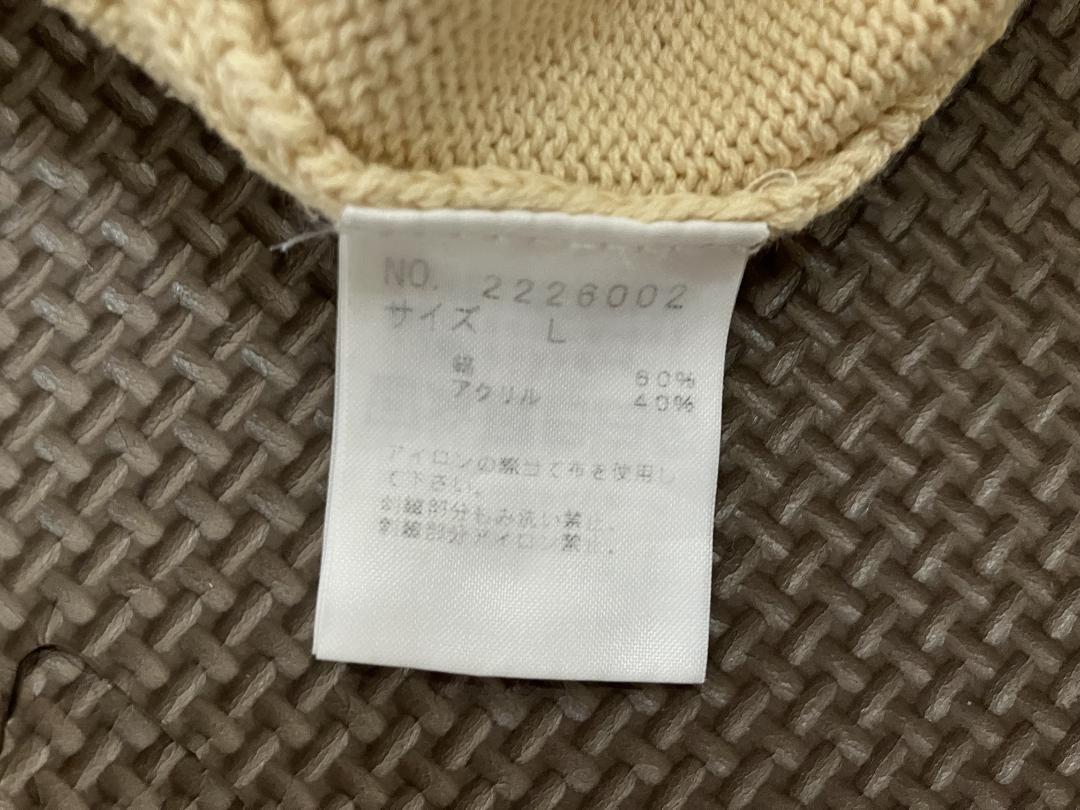 NO. 2226002
サイズ L
綿 60%
アクリル 40%
アイロンの際当て布を使用し
て下さい。
刺繍部分もみ洗い禁止。
刺繍部分アイロン禁止。